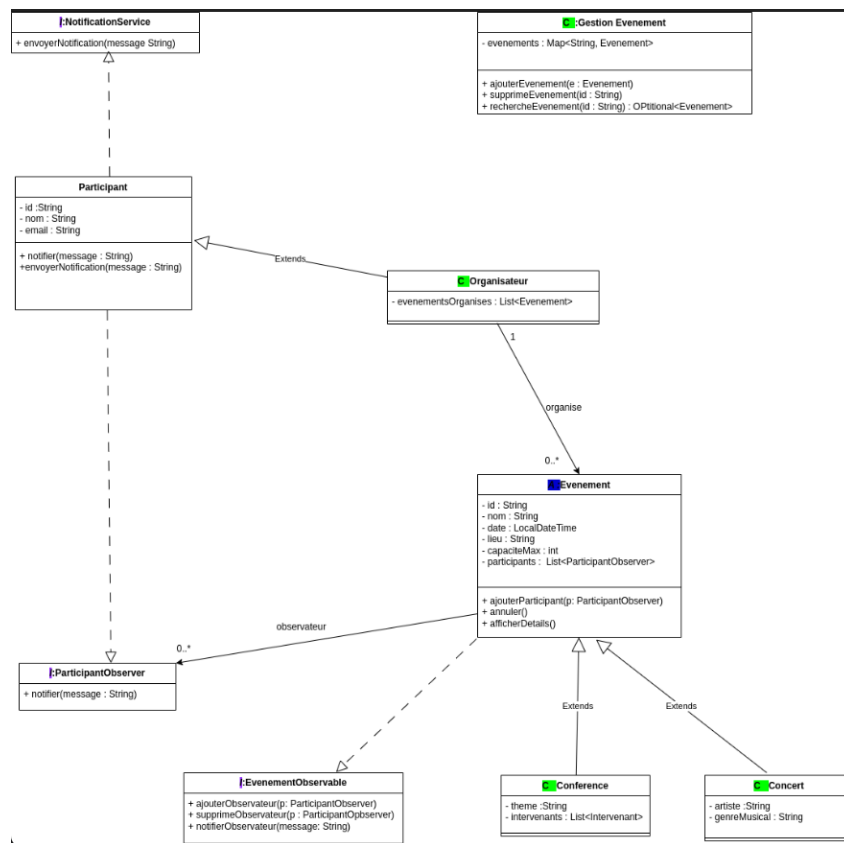 I:NotificationService
+ envoyerNotification(message String)
C :Gestion Evenement
- evenements : Map<String, Evenement>
+ ajouterEvenement(e : Evenement)
+ supprimeEvenement(id : String)
+ rechercheEvenement(id : String) : OPtitional<Evenement>
Participant
- id :String
- nom : String
- email : String
+ notifier(message : String)
+envoyerNotification(message : String)
Extends
C Organisateur
- evenementsOrganises : List<Evenement>
1
organise
0..*
Evenement
- id : String
- nom : String
- date : LocalDateTime
- lieu : String
- capaciteMax : int
- participants : List<ParticipantObserver>
+ ajouterParticipant(p: ParticipantObserver)
+ annuler()
+ afficherDetails()
observateur
0..*
I:ParticipantObserver
+ notifier(message : String)
Extends
Extends
I:EvenementObservable
+ ajouterObservateur(p: ParticipantObserver)
+ supprimeObservateur(p : ParticipantOpbserver)
+ notifierObservateur(message: String)
C Conference
- theme :String
- intervenants : List<Intervenant>
C Concert
- artiste :String
- genreMusical : String